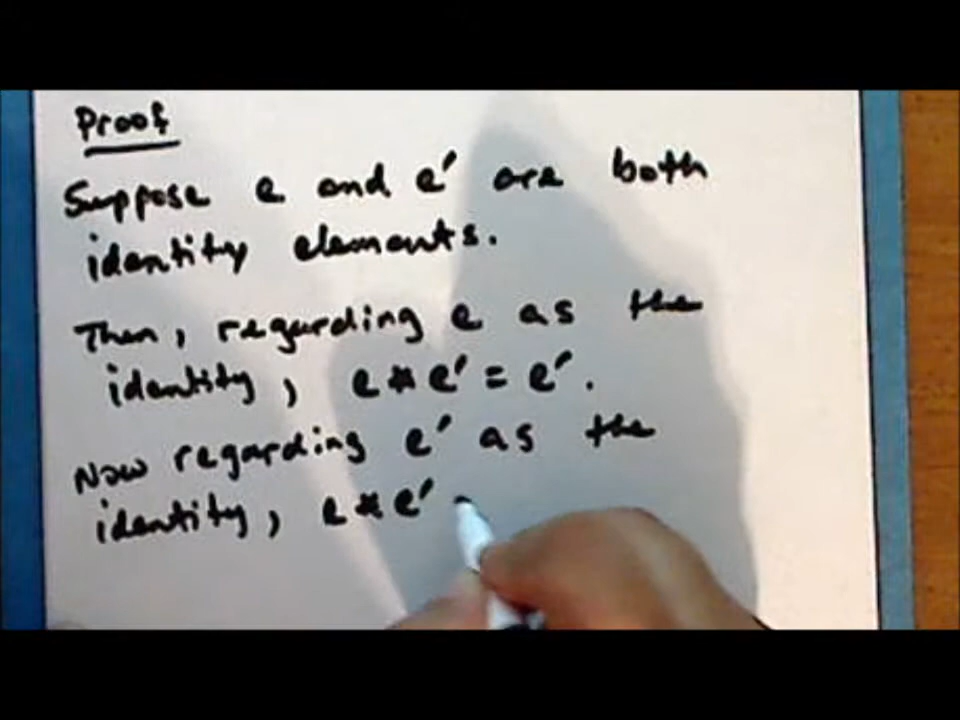 Proof
Suppose e and e′ are both
identity elements.
Then, regarding e as the
identity, e * e′ = e′.
Now regarding e′ as the
identity, e * e′